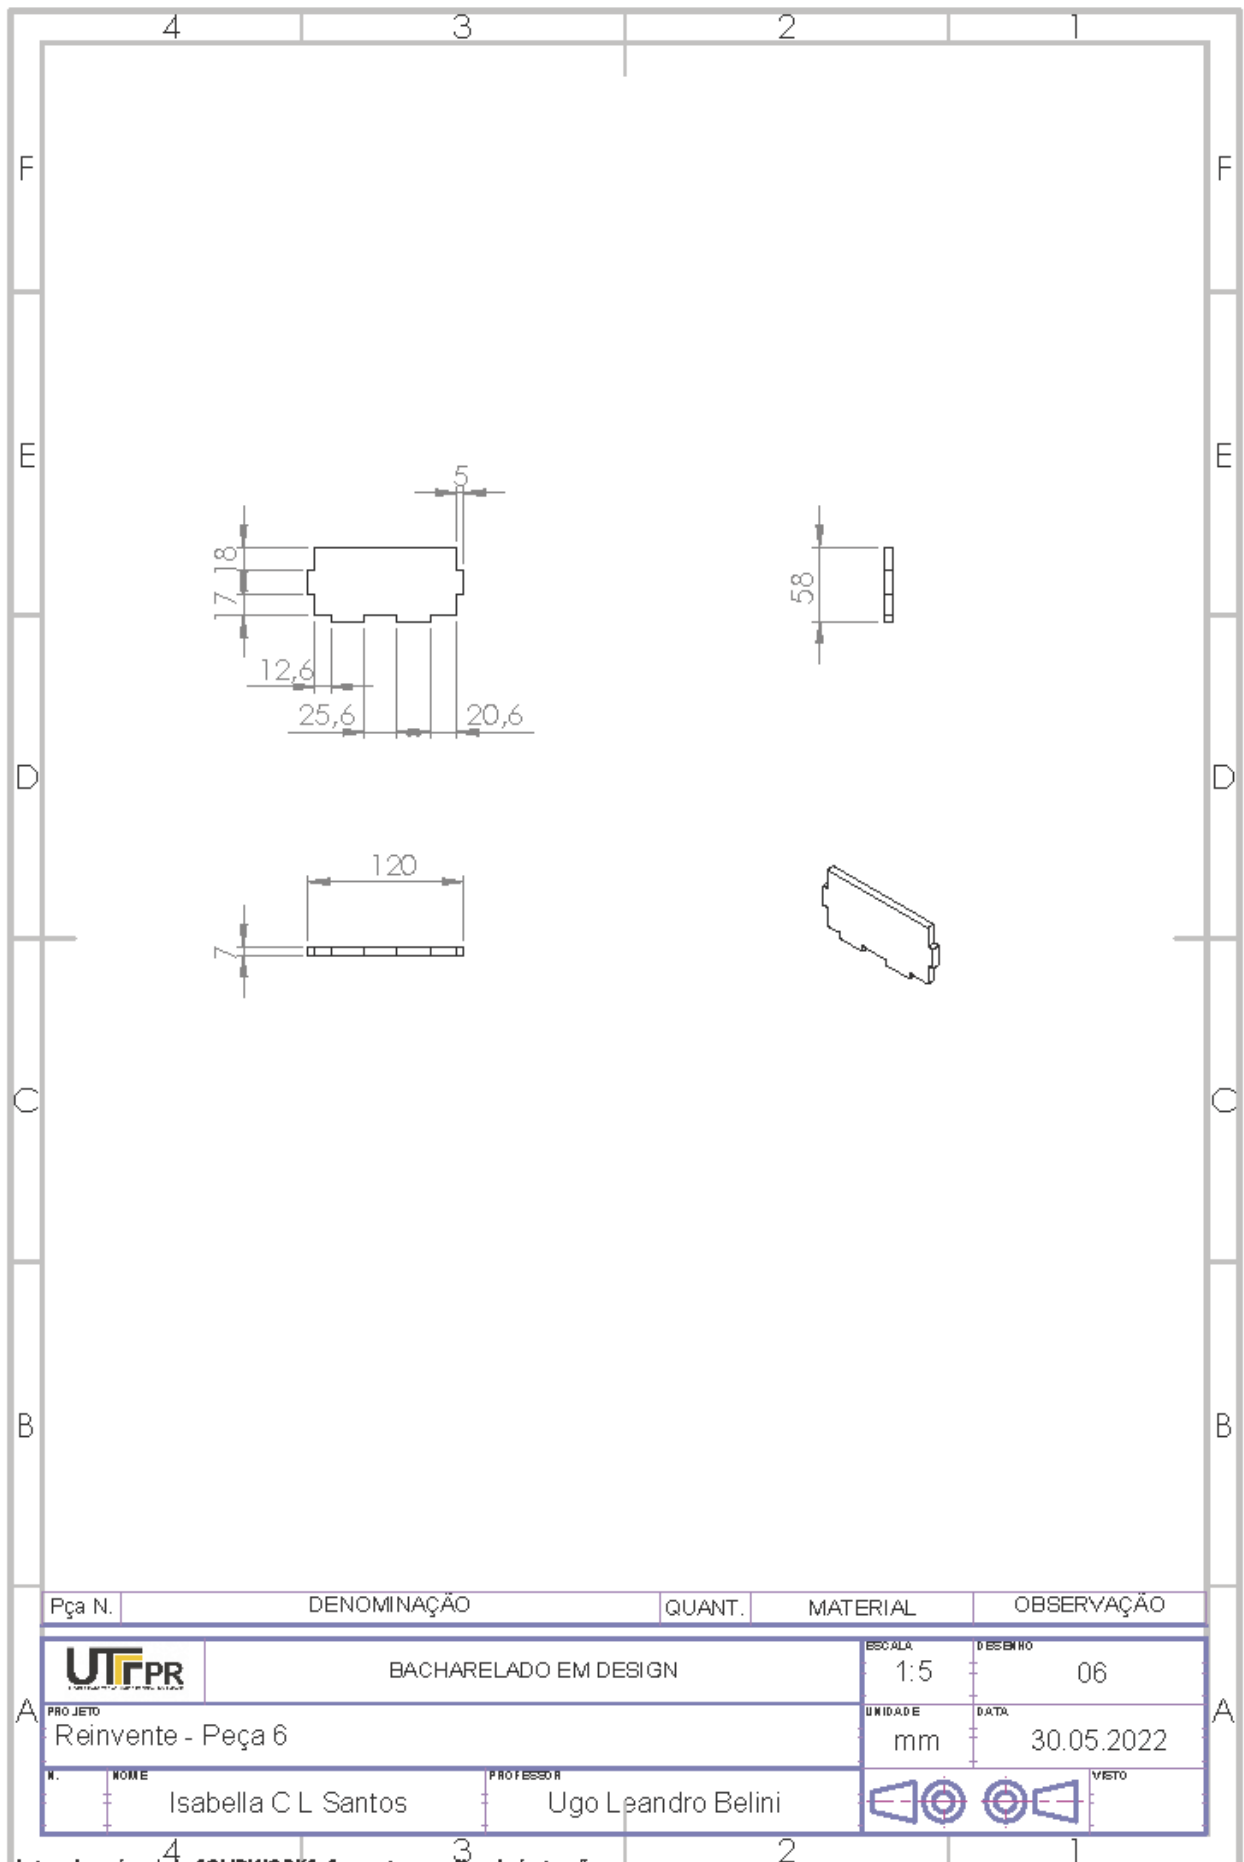 4 3 2 1
F F
E E
5
18
17
58
12,6
25,6 20,6
D D
120
7
C C
B B
Pça N. DENOMINAÇÃO QUANT. MATERIAL OBSERVAÇÃO
UTFPR BACHARELADO EM DESIGN
ESCALA DESENHO
1:5 06
A A
PROJETO UNIDADE DATA
Reinvente - Peça 6 mm 30.05.2022
N. NOME PROFESSOR VISTO
Isabella C L Santos Ugo Leandro Belini
4 3 2 1